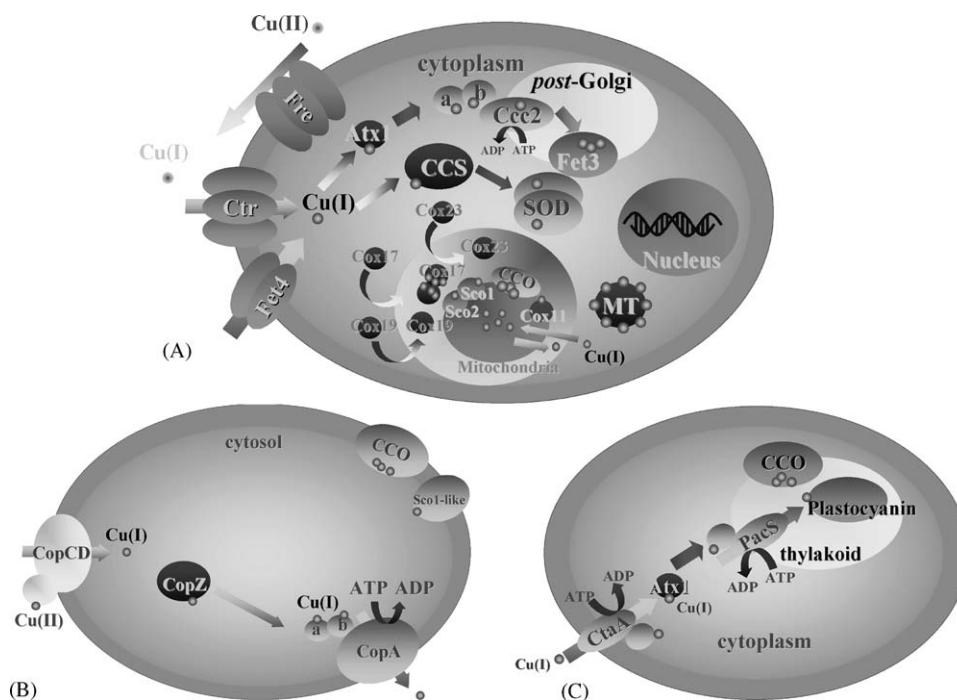 Cu(II)
Fre
Cu(I)
Ctr
Fet4
Cu(I)
Atx1
cytoplasm
a
b
Ccc2
post-Golgi
ADP
ATP
Fet3
CCS
SOD
Nucleus
MT
Cox23
Cox23
Cox17
Cox17
CCO
Sco1
Sco2
Cox11
Cox19
Cox19
Mitochondria
Cu(I)
(A)
cytosol
CCO
Sco1-like
CopCD
Cu(I)
Cu(II)
CopZ
Cu(I)
a
b
ATP
ADP
CopA
(B)
CCO
Plastocyanin
PacS
thylakoid
ADP
ATP
Atx1
Cu(I)
ATP
ADP
CtaA
Cu(I)
cytoplasm
(C)